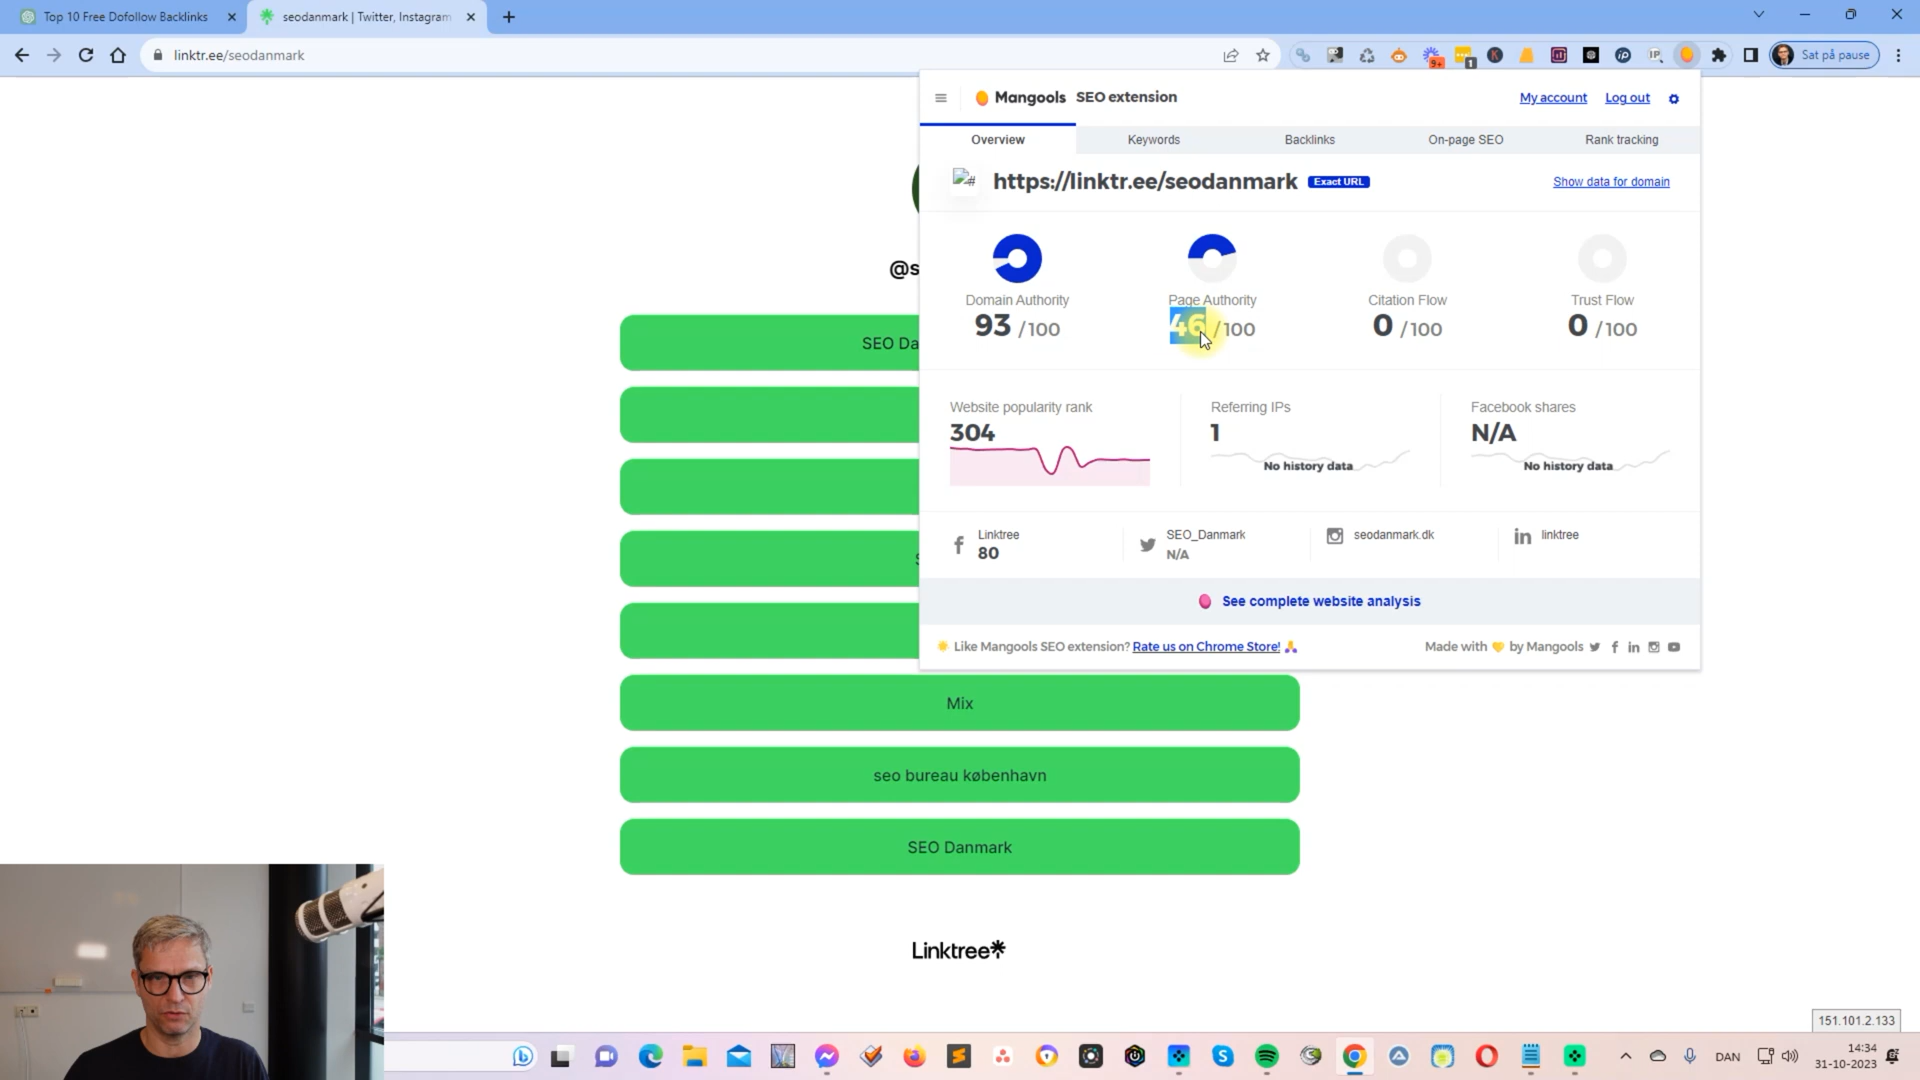 Top 10 Free Dofollow Backlinks
seodanmark | Twitter, Instagram
linktr.ee/seodanmark
9+
1
Sat på pause
Mangools SEO extension
My account
Log out
Overview
Keywords
Backlinks
On-page SEO
Rank tracking
https://linktr.ee/seodanmark
Exact URL
Show data for domain
Domain Authority
93 /100
Page Authority
46 /100
Citation Flow
0 /100
Trust Flow
0 /100
Website popularity rank
304
Referring IPs
1
No history data
Facebook shares
N/A
No history data
Linktree
80
SEO_Danmark
N/A
seodanmark.dk
linktree
See complete website analysis
Like Mangools SEO extension? Rate us on Chrome Store!
Made with by Mangools
@s
SEO Da
Mix
seo bureau københavn
SEO Danmark
Linktree
151.101.2.133
DAN
14:34
31-10-2023